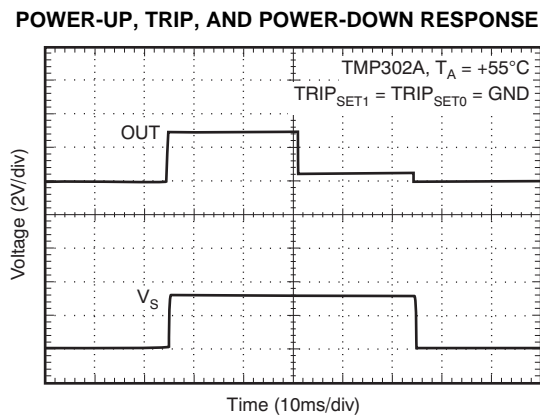 POWER-UP, TRIP, AND POWER-DOWN RESPONSE
TMP302A, TA = +55°C
TRIPSET1 = TRIPSET0 = GND
OUT
Voltage (2V/div)
VS
Time (10ms/div)